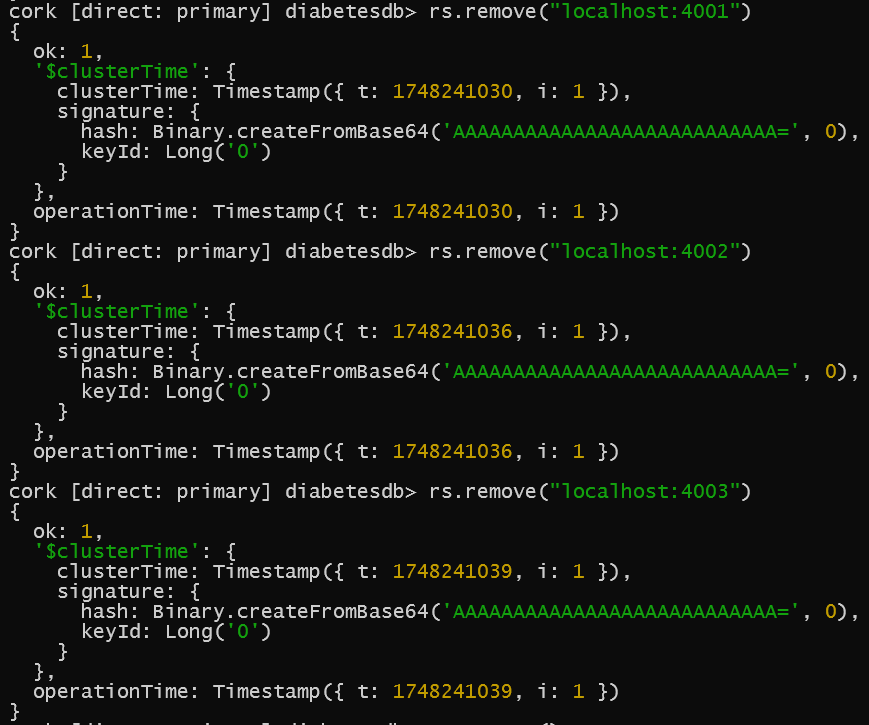 cork [direct: primary] diabetesdb> rs.remove("localhost:4001")
{
  ok: 1,
  '$clusterTime': {
    clusterTime: Timestamp({ t: 1748241030, i: 1 }),
    signature: {
      hash: Binary.createFromBase64('AAAAAAAAAAAAAAAAAAAAAAAAAAA=', 0),
      keyId: Long('0')
    }
  },
  operationTime: Timestamp({ t: 1748241030, i: 1 })
}
cork [direct: primary] diabetesdb> rs.remove("localhost:4002")
{
  ok: 1,
  '$clusterTime': {
    clusterTime: Timestamp({ t: 1748241036, i: 1 }),
    signature: {
      hash: Binary.createFromBase64('AAAAAAAAAAAAAAAAAAAAAAAAAAA=', 0),
      keyId: Long('0')
    }
  },
  operationTime: Timestamp({ t: 1748241036, i: 1 })
}
cork [direct: primary] diabetesdb> rs.remove("localhost:4003")
{
  ok: 1,
  '$clusterTime': {
    clusterTime: Timestamp({ t: 1748241039, i: 1 }),
    signature: {
      hash: Binary.createFromBase64('AAAAAAAAAAAAAAAAAAAAAAAAAAA=', 0),
      keyId: Long('0')
    }
  },
  operationTime: Timestamp({ t: 1748241039, i: 1 })
}